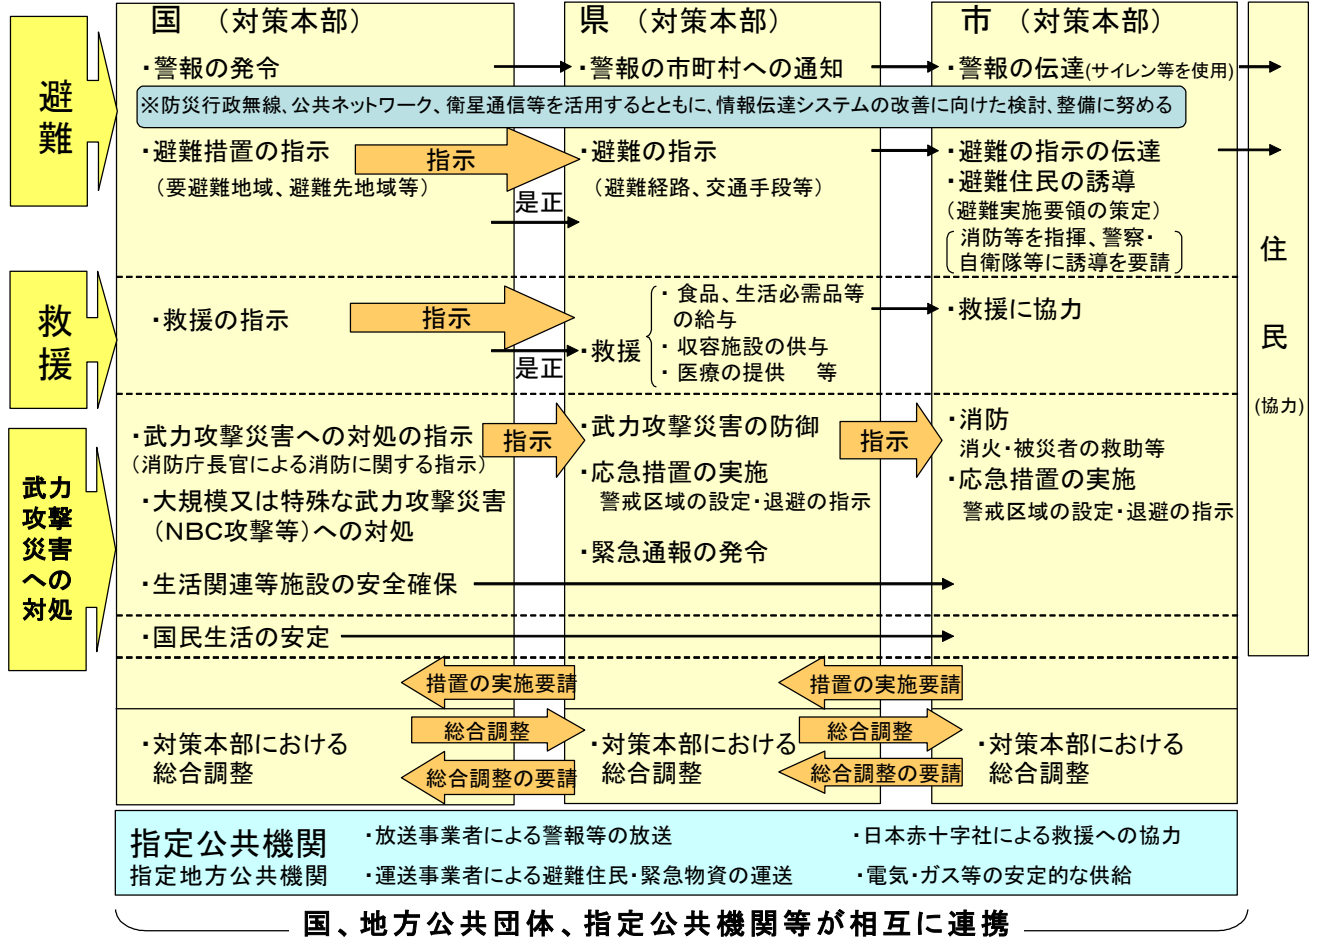 避難
国　（対策本部）
県　（対策本部）
市　（対策本部）
・警報の発令
・警報の市町村への通知
・警報の伝達(サイレン等を使用)
※防災行政無線、公共ネットワーク、衛星通信等を活用するとともに、情報伝達システムの改善に向けた検討、整備に努める
・避難措置の指示
（要避難地域、避難先地域等）
指示
是正
・避難の指示
（避難経路、交通手段等）
・避難の指示の伝達
・避難住民の誘導
（避難実施要領の策定）
消防等を指揮、警察・
自衛隊等に誘導を要請
住民
(協力)
救援
・救援の指示
指示
是正
・救援
・食品、生活必需品等
の給与
・収容施設の供与
・医療の提供　等
・救援に協力
武力
攻撃
災害
への
対処
・武力攻撃災害への対処の指示
（消防庁長官による消防に関する指示）
・大規模又は特殊な武力攻撃災害
（NBC攻撃等）への対処
指示
・武力攻撃災害の防御
・応急措置の実施
警戒区域の設定・退避の指示
・緊急通報の発令
指示
・消防
消火・被災者の救助等
・応急措置の実施
警戒区域の設定・退避の指示
・生活関連等施設の安全確保
・国民生活の安定
措置の実施要請
措置の実施要請
・対策本部における
総合調整
総合調整
総合調整の要請
・対策本部における
総合調整
総合調整
総合調整の要請
・対策本部における
総合調整
指定公共機関
指定地方公共機関
・放送事業者による警報等の放送
・日本赤十字社による救援への協力
・運送事業者による避難住民・緊急物資の運送
・電気・ガス等の安定的な供給
国、地方公共団体、指定公共機関等が相互に連携